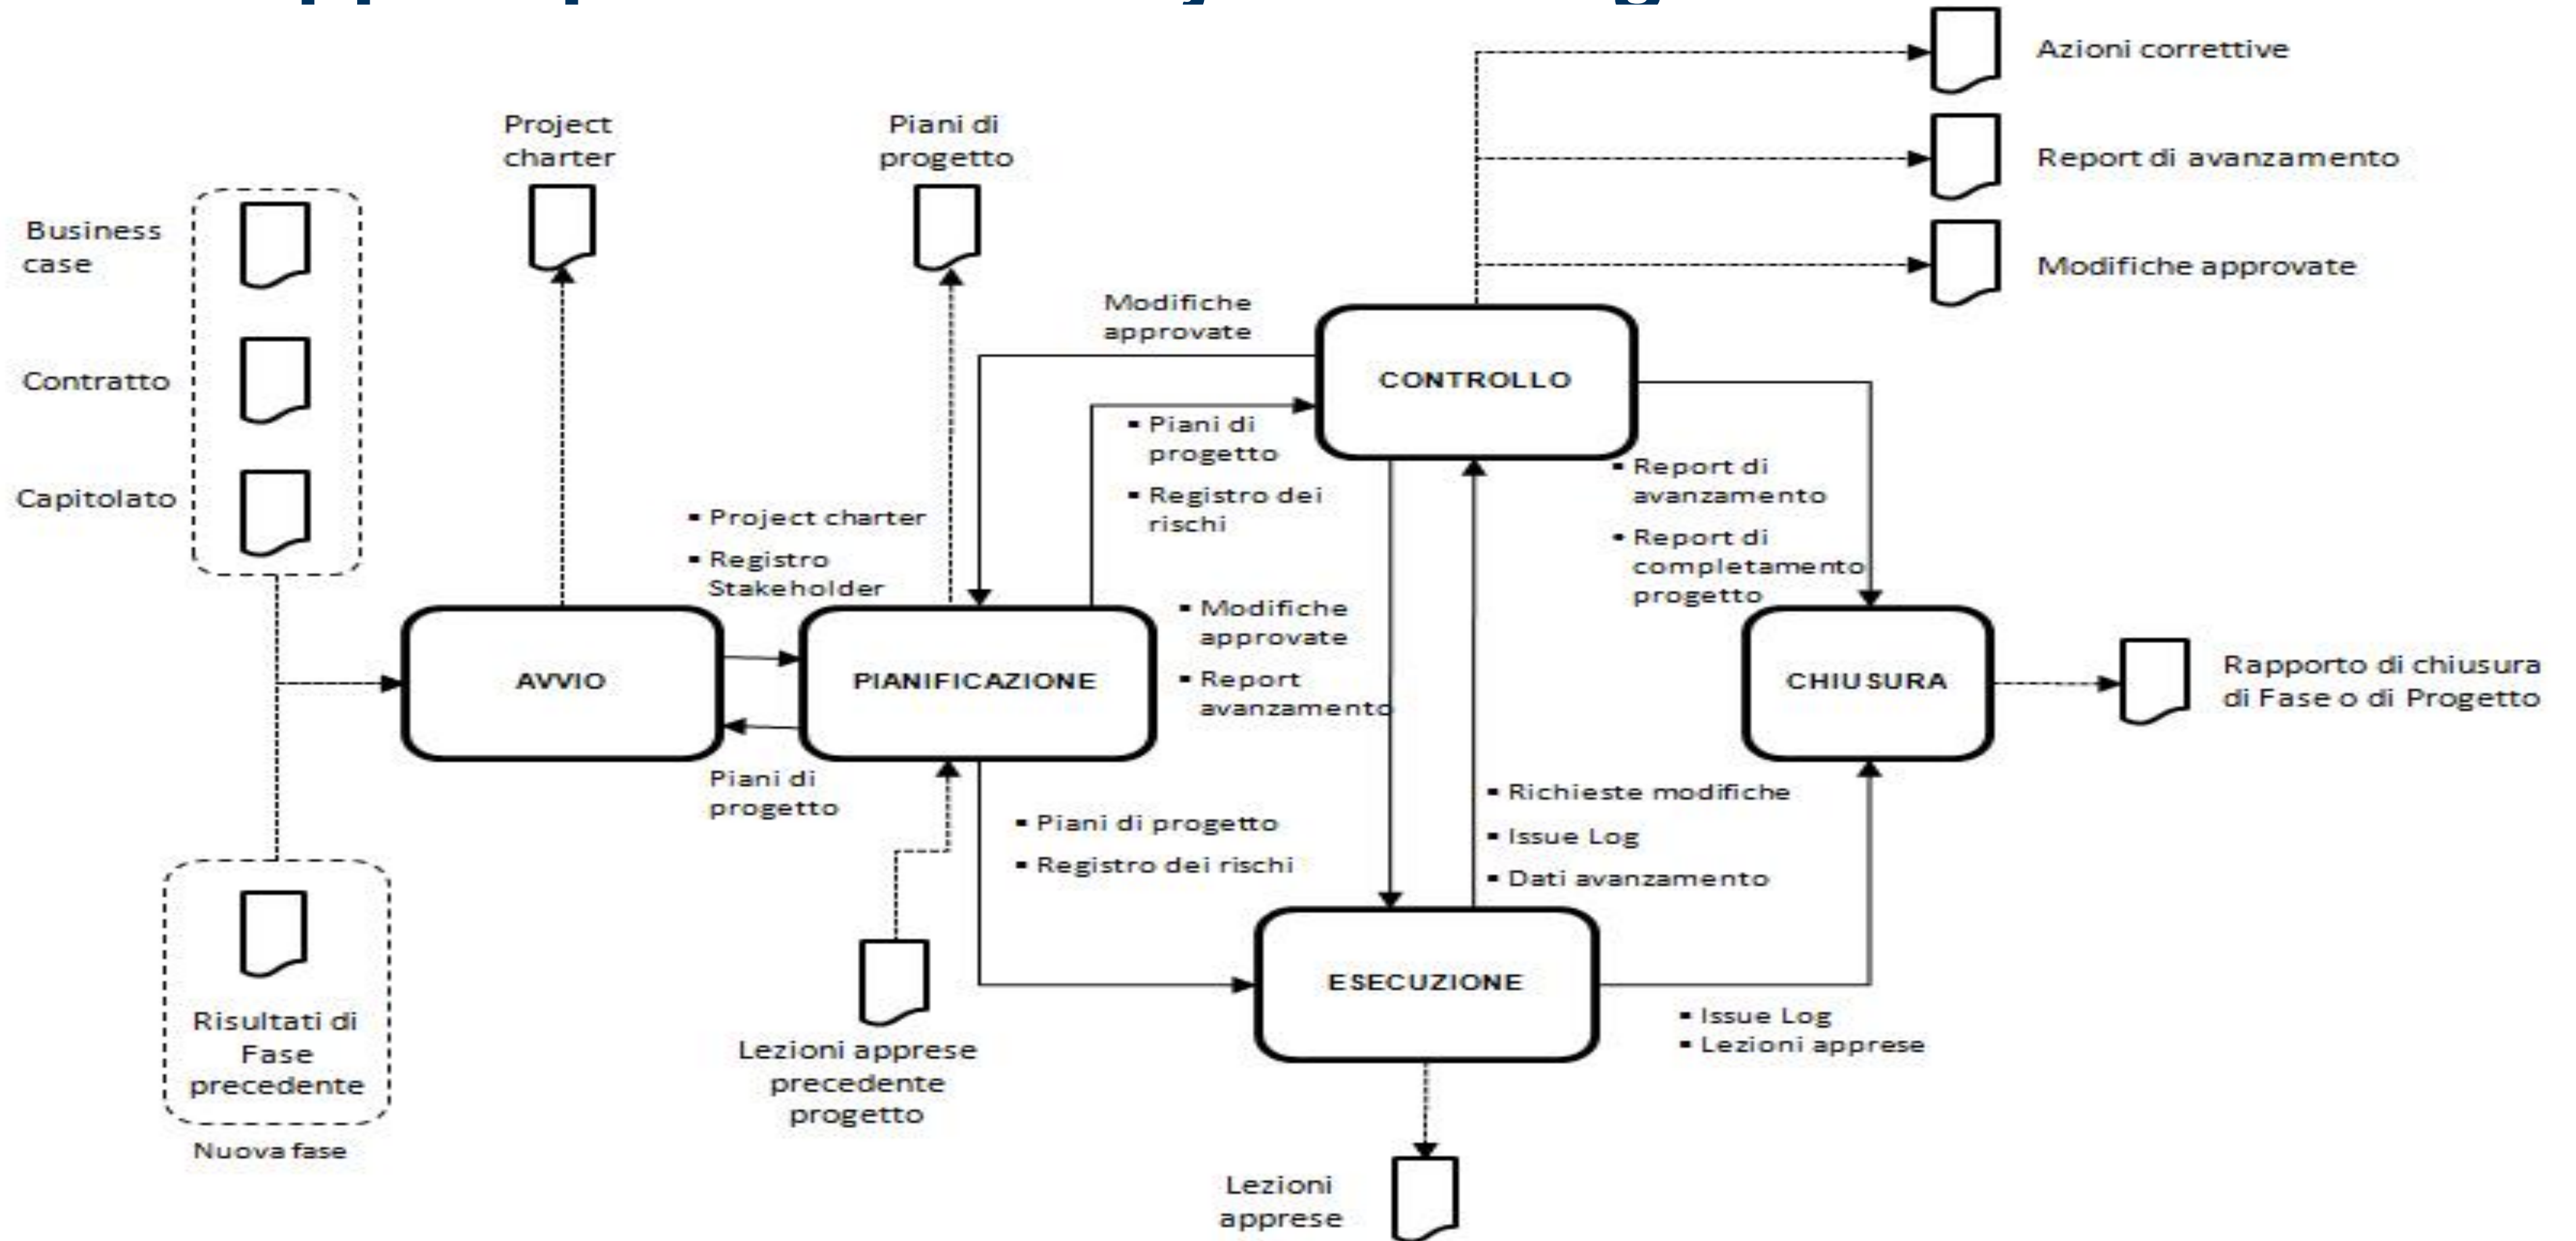 Azioni correttive
Project
charter
Piani di
progetto
Report di avanzamento
Business
case
Modifiche approvate
Modifiche
approvate
Contratto
CONTROLLO
▪ Piani di
progetto
▪ Registro dei
rischi
▪ Report di
avanzamento
▪ Report di
completamento
progetto
Capitolato
▪ Project charter
▪ Registro
Stakeholder
▪ Modifiche
approvate
▪ Report
avanzamento
AVVIO
PIANIFICAZIONE
CHIUSURA
Rapporto di chiusura
di Fase o di Progetto
Piani di
progetto
▪ Piani di progetto
▪ Registro dei rischi
▪ Richieste modifiche
▪ Issue Log
▪ Dati avanzamento
ESECUZIONE
Risultati di
Fase
precedente
Nuova fase
Lezioni apprese
precedente
progetto
▪ Issue Log
▪ Lezioni apprese
Lezioni
apprese